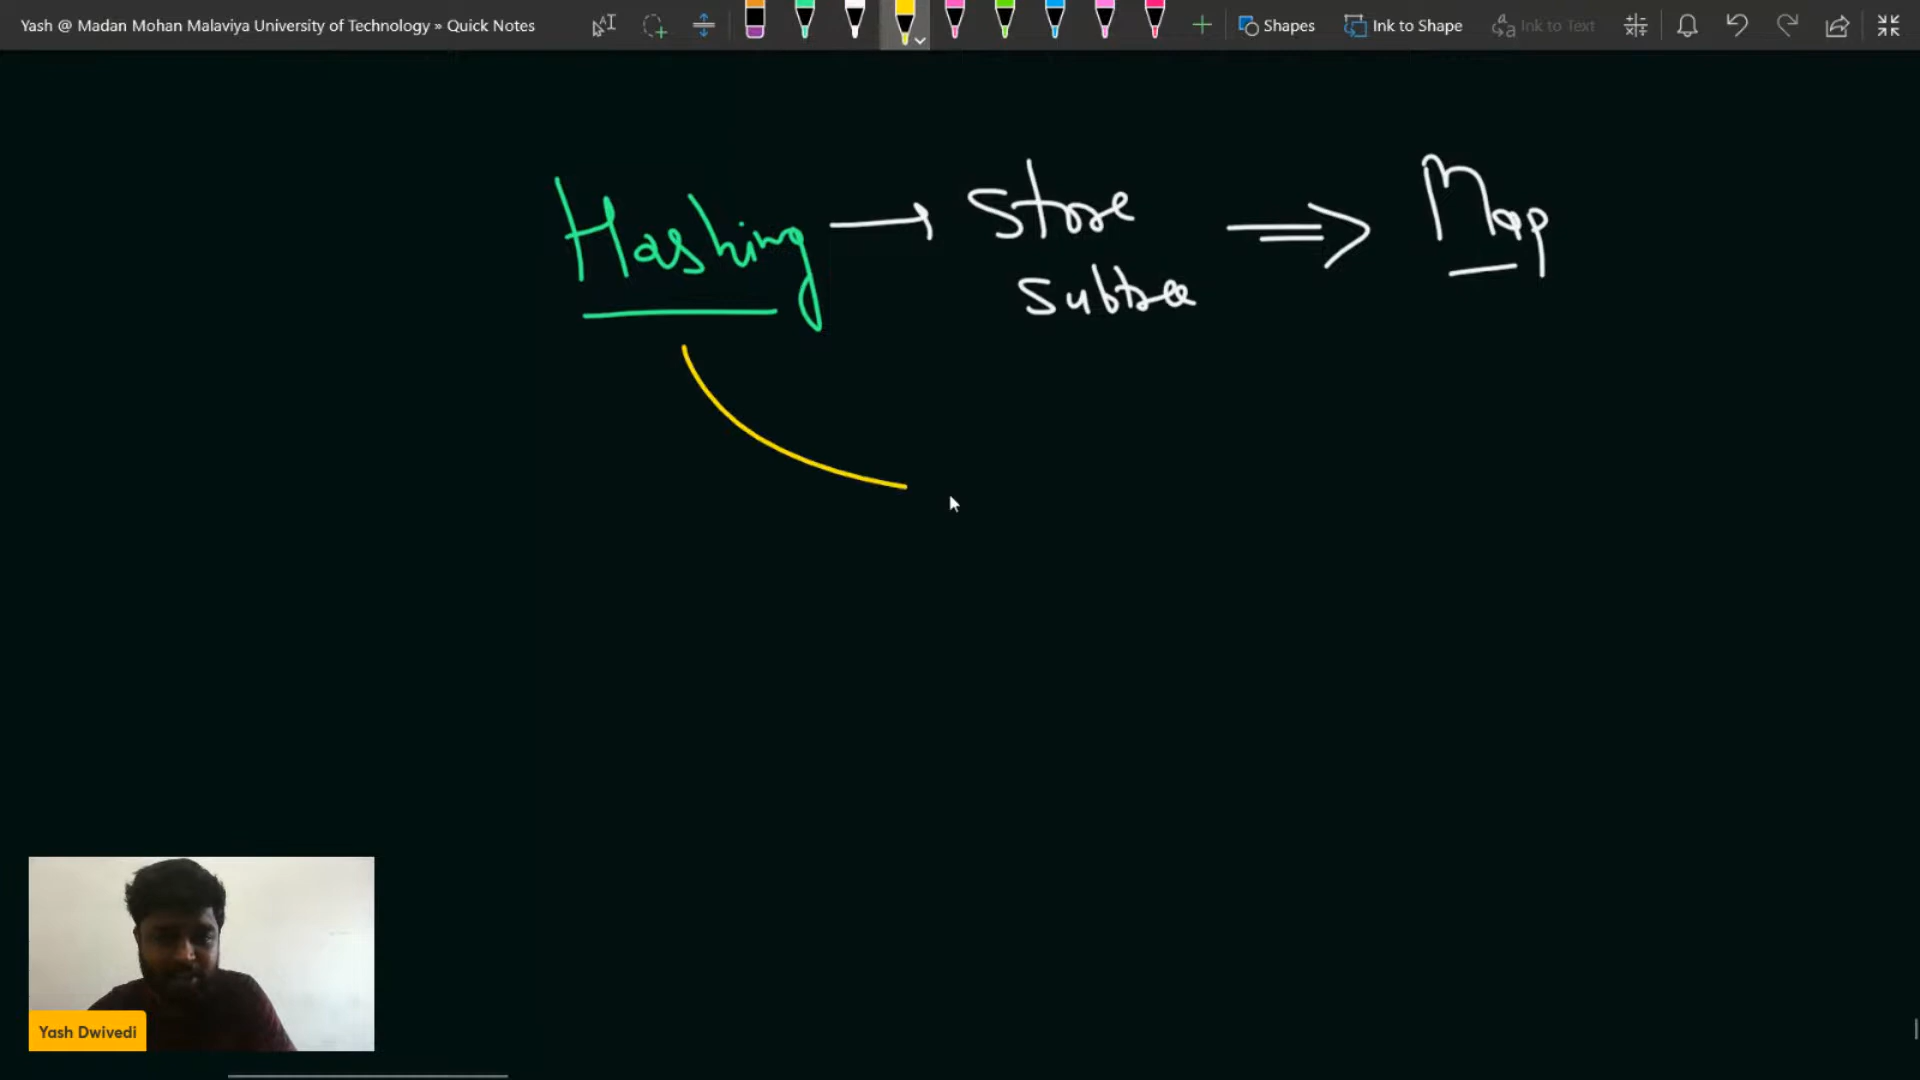 Yash @ Madan Mohan Malaviya University of Technology » Quick Notes
Shapes
Ink to Shape
Ink to Text
Hashing → Store ⇒ Map
Subtree
Yash Dwivedi